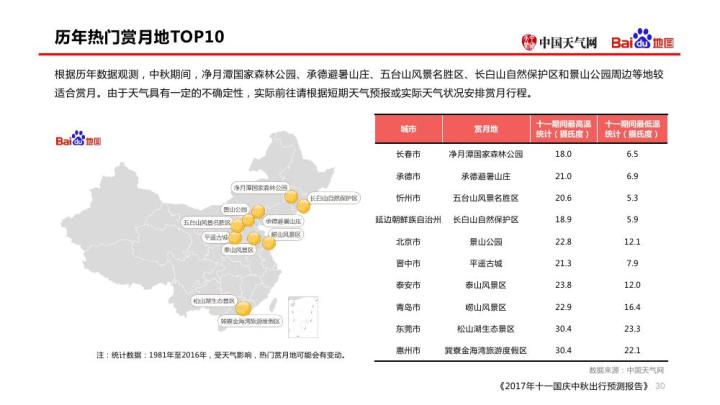 历年热门赏月地TOP10
中国天气网
Baidu地图
根据历年数据观测，中秋期间，净月潭国家森林公园、承德避暑山庄、五台山风景名胜区、长白山自然保护区和景山公园周边等地较
适合赏月。由于天气具有一定的不确定性，实际前往请根据短期天气预报或实际天气状况安排赏月行程。
Baidu地图
净月潭国家森林公园
长白山自然保护区
景山公园
五台山风景名胜区
承德避暑山庄
平遥古城
崂山风景区
泰山风景区
松山湖生态景区
巽寮金海湾旅游度假区
城市 赏月地 十一期间最高温统计（摄氏度） 十一期间最低温统计（摄氏度）
长春市 净月潭国家森林公园 18.0 6.5
承德市 承德避暑山庄 21.0 6.9
忻州市 五台山风景名胜区 20.6 5.3
延边朝鲜族自治州 长白山自然保护区 18.9 5.9
北京市 景山公园 22.8 12.1
晋中市 平遥古城 21.3 7.9
泰安市 泰山风景区 23.8 12.0
青岛市 崂山风景区 22.9 16.4
东莞市 松山湖生态景区 30.4 23.3
惠州市 巽寮金海湾旅游度假区 30.4 22.1
注：统计数据：1981年至2016年，受天气影响，热门赏月地可能会有变动。
数据来源：中国天气网
《2017年十一国庆中秋出行预测报告》 30